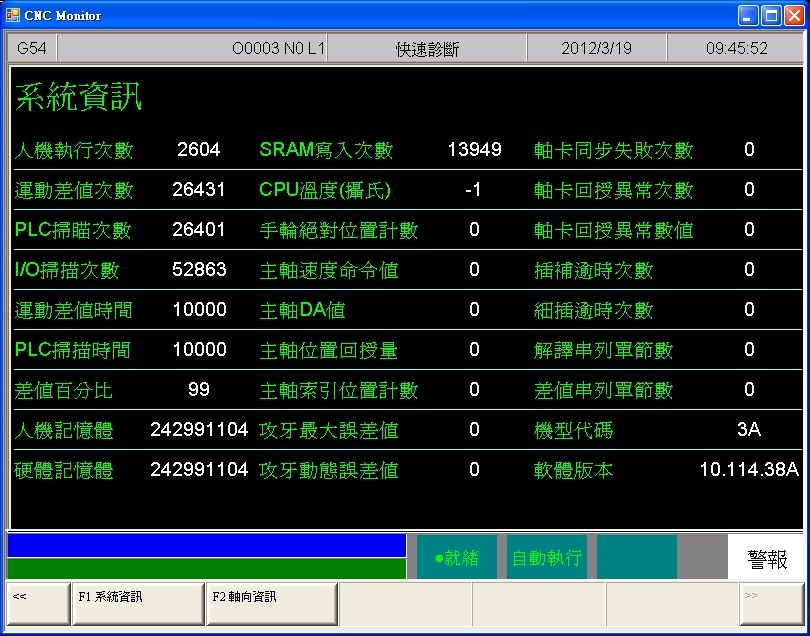 CNC Monitor
G54 O0003 N0 L1 快速診斷 2012/3/19 09:45:52
系統資訊
人機執行次數 2604 SRAM寫入次數 13949 軸卡同步失敗次數 0
運動差值次數 26431 CPU溫度(攝氏) -1 軸卡回授異常次數 0
PLC掃瞄次數 26401 手輪絕對位置計數 0 軸卡回授異常數值 0
I/O掃描次數 52863 主軸速度命令值 0 插補逾時次數 0
運動差值時間 10000 主軸DA值 0 細插逾時次數 0
PLC掃描時間 10000 主軸位置回授量 0 解譯串列單節數 0
差值百分比 99 主軸索引位置計數 0 差值串列單節數 0
人機記憶體 242991104 攻牙最大誤差值 0 機型代碼 3A
硬體記憶體 242991104 攻牙動態誤差值 0 軟體版本 10.114.38A
●就緒 自動執行 警報
<< F1 系統資訊 F2 軸向資訊 >>